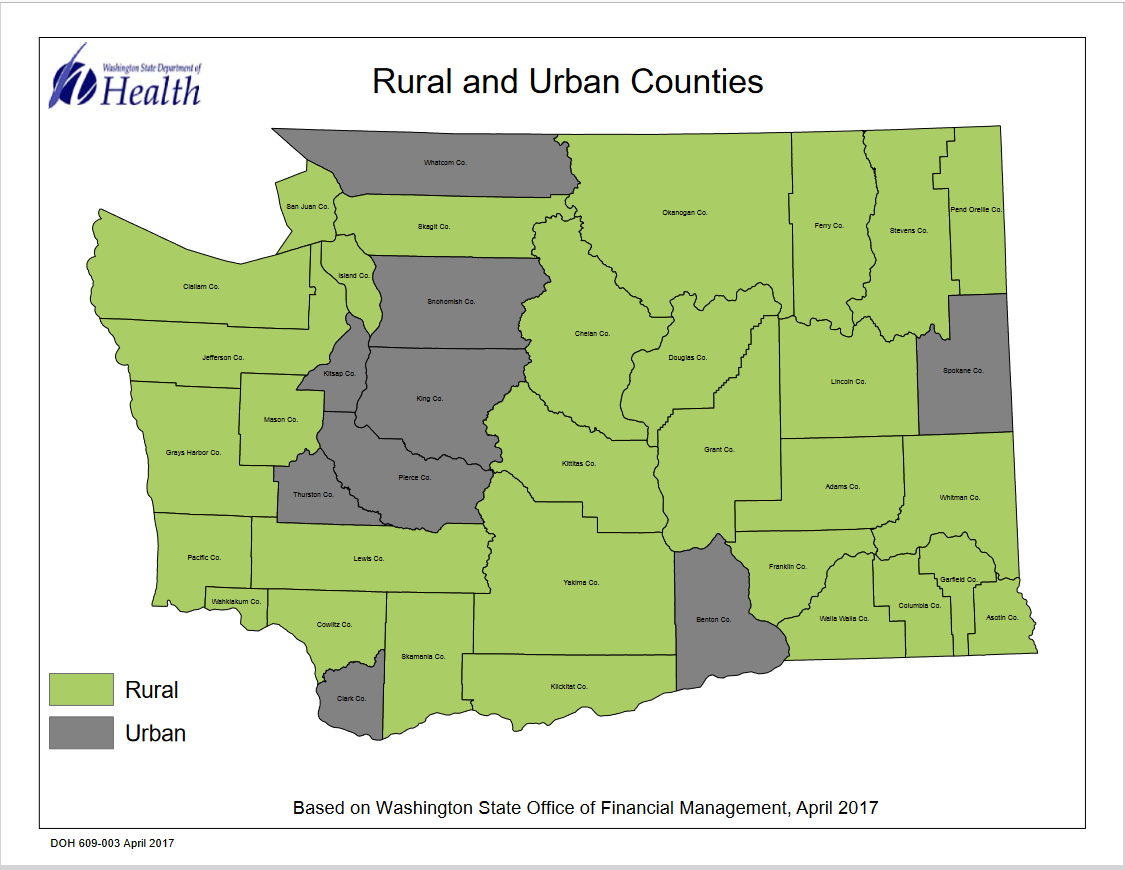 Washington State Department of
Health
Rural and Urban Counties
Whatcom Co.
San Juan Co.
Skagit Co.
Okanogan Co.
Ferry Co.
Stevens Co.
Pend Oreille Co.
Clallam Co.
Island Co.
Snohomish Co.
Chelan Co.
Jefferson Co.
Kitsap Co.
Douglas Co.
Lincoln Co.
Spokane Co.
King Co.
Mason Co.
Grays Harbor Co.
Kittitas Co.
Grant Co.
Pierce Co.
Thurston Co.
Adams Co.
Whitman Co.
Pacific Co.
Lewis Co.
Yakima Co.
Franklin Co.
Garfield Co.
Wahkiakum Co.
Columbia Co.
Cowlitz Co.
Benton Co.
Walla Walla Co.
Asotin Co.
Skamania Co.
Klickitat Co.
Clark Co.
Rural
Urban
Based on Washington State Office of Financial Management, April 2017
DOH 609-003 April 2017